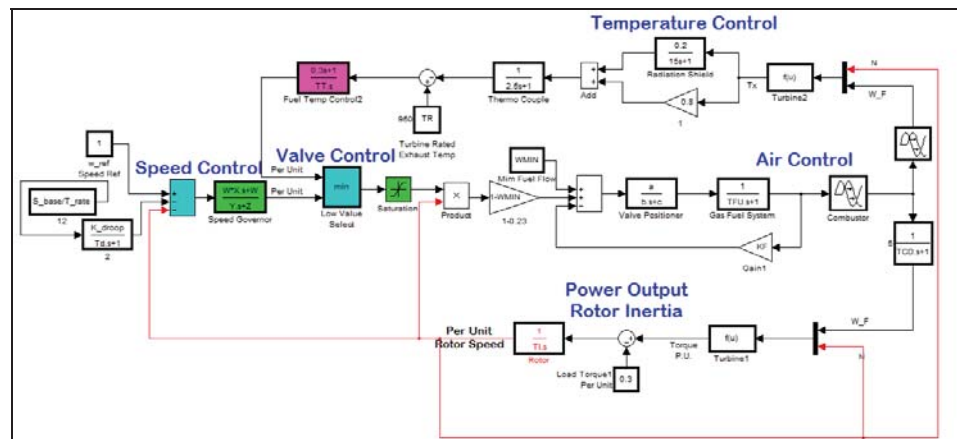 Temperature Control
0.2
15s+1
Radiation Shield
0.3s+1
TT.s
Fuel Temp Control2
1
2.5s+1
Thermo Couple
Add
Tx
f(u)
Turbine2
N
W_F
0.8
1
950
TR
Turbine Rated
Exhaust Temp
1
w_ref
Speed Ref
Speed Control
Valve Control
Air Control
Per Unit
Per Unit
W*X.s+W
Y.s+Z
Speed Governor
min
Low Value
Select
Saturation
Product
WMIN
Mim Fuel Flow
1-WMIN
1-0.23
a
b.s+c
Valve Positioner
1
TFU.s+1
Gas Fuel System
Combustor
S_base/T_rate
12
K_droop
Td.s+1
2
KF
Gain1
1
TCD.s+1
Power Output
Rotor Inertia
Per Unit
Rotor Speed
1
TI.s
Rotor
Torque
P.U.
f(u)
Turbine1
W_F
N
Load Torque1
Per Unit
0.3